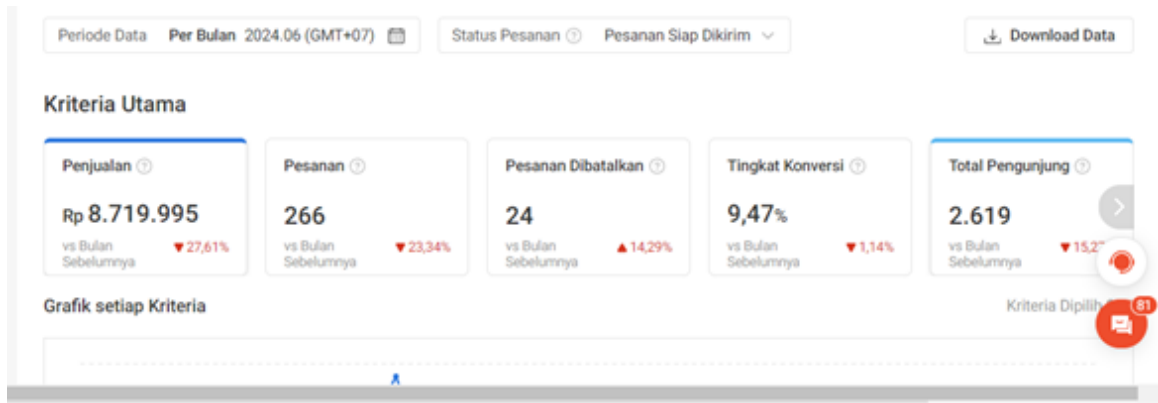 Periode Data Per Bulan 2024.06 (GMT+07) Status Pesanan Pesanan Siap Dikirim Download Data
Kriteria Utama
Penjualan Pesanan Pesanan Dibatalkan Tingkat Konversi Total Pengunjung
Rp 8.719.995 266 24 9,47% 2.619
vs Bulan ▼27,61% vs Bulan ▼23,34% vs Bulan ▲14,29% vs Bulan ▼1,14% vs Bulan ▼15,27
Sebelumnya Sebelumnya Sebelumnya Sebelumnya Sebelumnya
Grafik setiap Kriteria Kriteria Dipilih 81